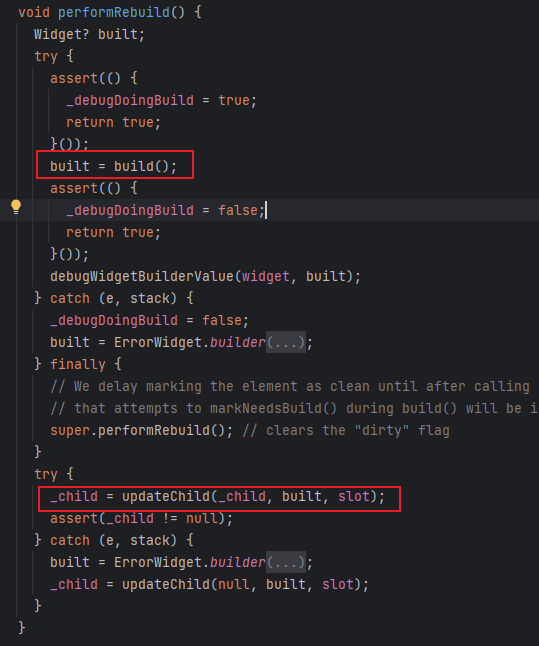 void performRebuild() {
  Widget? built;
  try {
    assert(() {
      _debugDoingBuild = true;
      return true;
    }());
    built = build();
    assert(() {
      _debugDoingBuild = false;
      return true;
    }());
    debugWidgetBuilderValue(widget, built);
  } catch (e, stack) {
    _debugDoingBuild = false;
    built = ErrorWidget.builder(...);
  } finally {
    // We delay marking the element as clean until after calling
    // that attempts to markNeedsBuild() during build() will be i
    super.performRebuild(); // clears the "dirty" flag
  }
  try {
    _child = updateChild(_child, built, slot);
    assert(_child != null);
  } catch (e, stack) {
    built = ErrorWidget.builder(...);
    _child = updateChild(null, built, slot);
  }
}